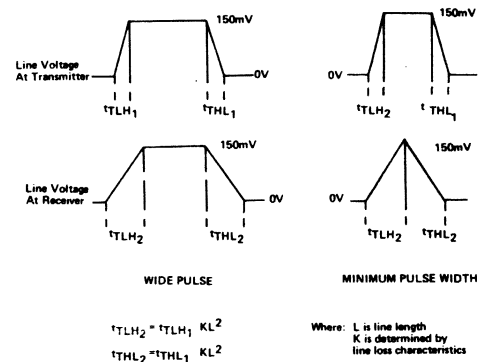 150mV
150mV
Line Voltage
At Transmitter
0V
0V
tTLH1
tTHL1
tTLH2
tTHL1
150mV
150mV
Line Voltage
At Receiver
0V
0V
tTLH2
tTHL2
tTLH2
tTHL2
WIDE PULSE
MINIMUM PULSE WIDTH
tTLH2 = tTLH1 KL2
tTHL2 = tTHL1 KL2
Where: L is line length
K is determined by
line loss characteristics